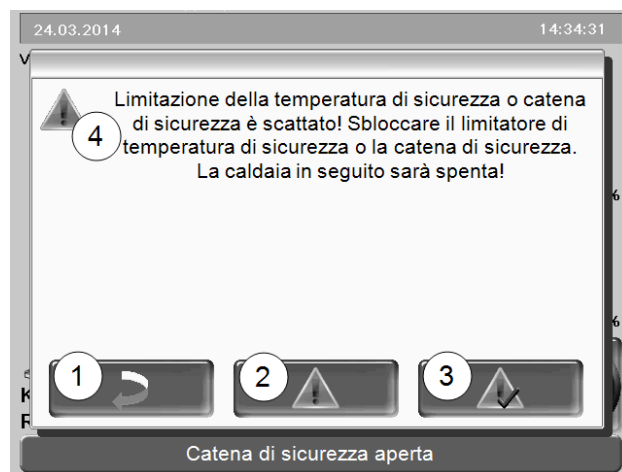 24.03.2014 14:34:31
V
Limitazione della temperatura di sicurezza o catena
4
di sicurezza è scattato! Sbloccare il limitatore di
temperatura di sicurezza o la catena di sicurezza.
La caldaia in seguito sarà spenta!
%
%
1 2 3
K
R
Catena di sicurezza aperta